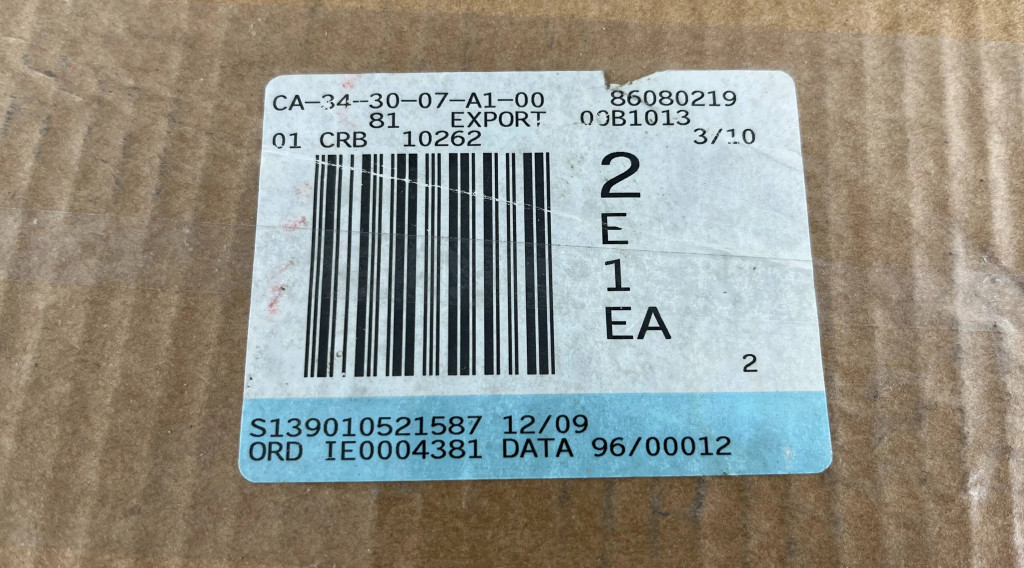 CA-34-30-07-A1-00 86080219
81 EXPORT 00B1013
01 CRB 10262 3/10
2
E
1
EA
2
S139010521587 12/09
ORD IE0004381 DATA 96/00012